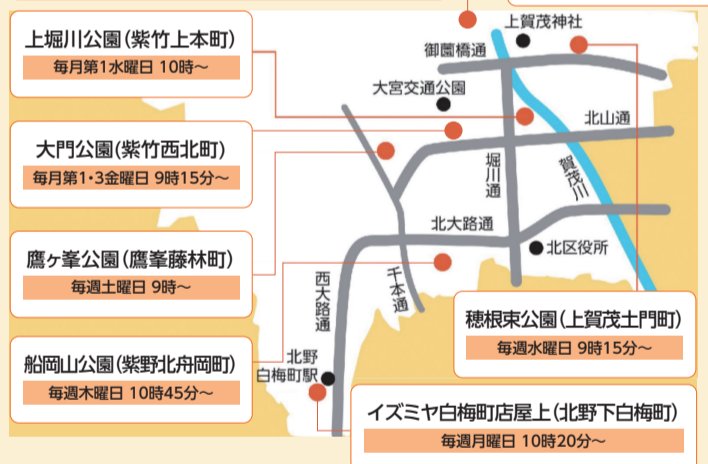 上堀川公園(紫竹上本町)
毎月第1水曜日 10時〜
大門公園(紫竹西北町)
毎月第1・3金曜日 9時15分〜
鷹ヶ峯公園(鷹峯藤林町)
毎週土曜日 9時〜
船岡山公園(紫野北舟岡町)
毎週木曜日 10時45分〜
上賀茂神社
御薗橋通
大宮交通公園
北山通
堀川通
賀茂川
北大路通
北区役所
西大路通
千本通
北野
白梅町駅
穂根束公園(上賀茂土門町)
毎週水曜日 9時15分〜
イズミヤ白梅町店屋上(北野下白梅町)
毎週月曜日 10時20分〜